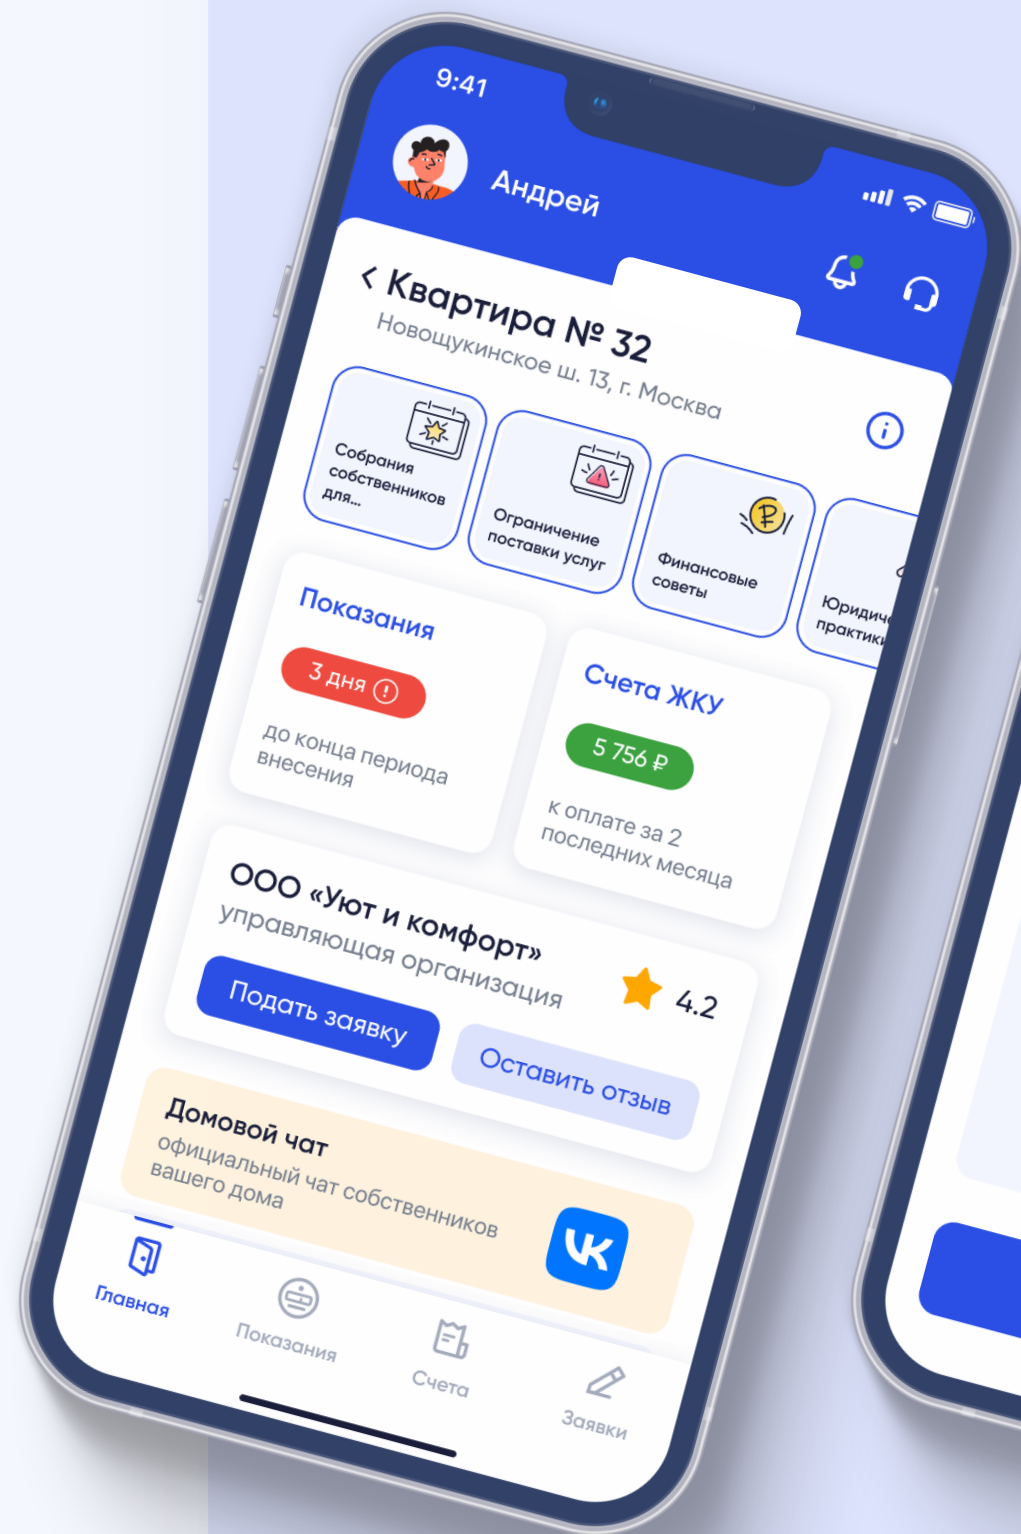 9:41
Андрей
Квартира № 32
Новощукинское ш. 13, г. Москва
Собрания
собственников
для...
Ограничение
поставки услуг
Финансовые
советы
Показания
3 дня
до конца периода
внесения
Счета ЖКУ
5 756 ₽
к оплате за 2
последних месяца
ООО «Уют и комфорт»
управляющая организация
4.2
Подать заявку
Оставить отзыв
Домовой чат
официальный чат собственников
вашего дома
Главная
Показания
Счета
Заявки